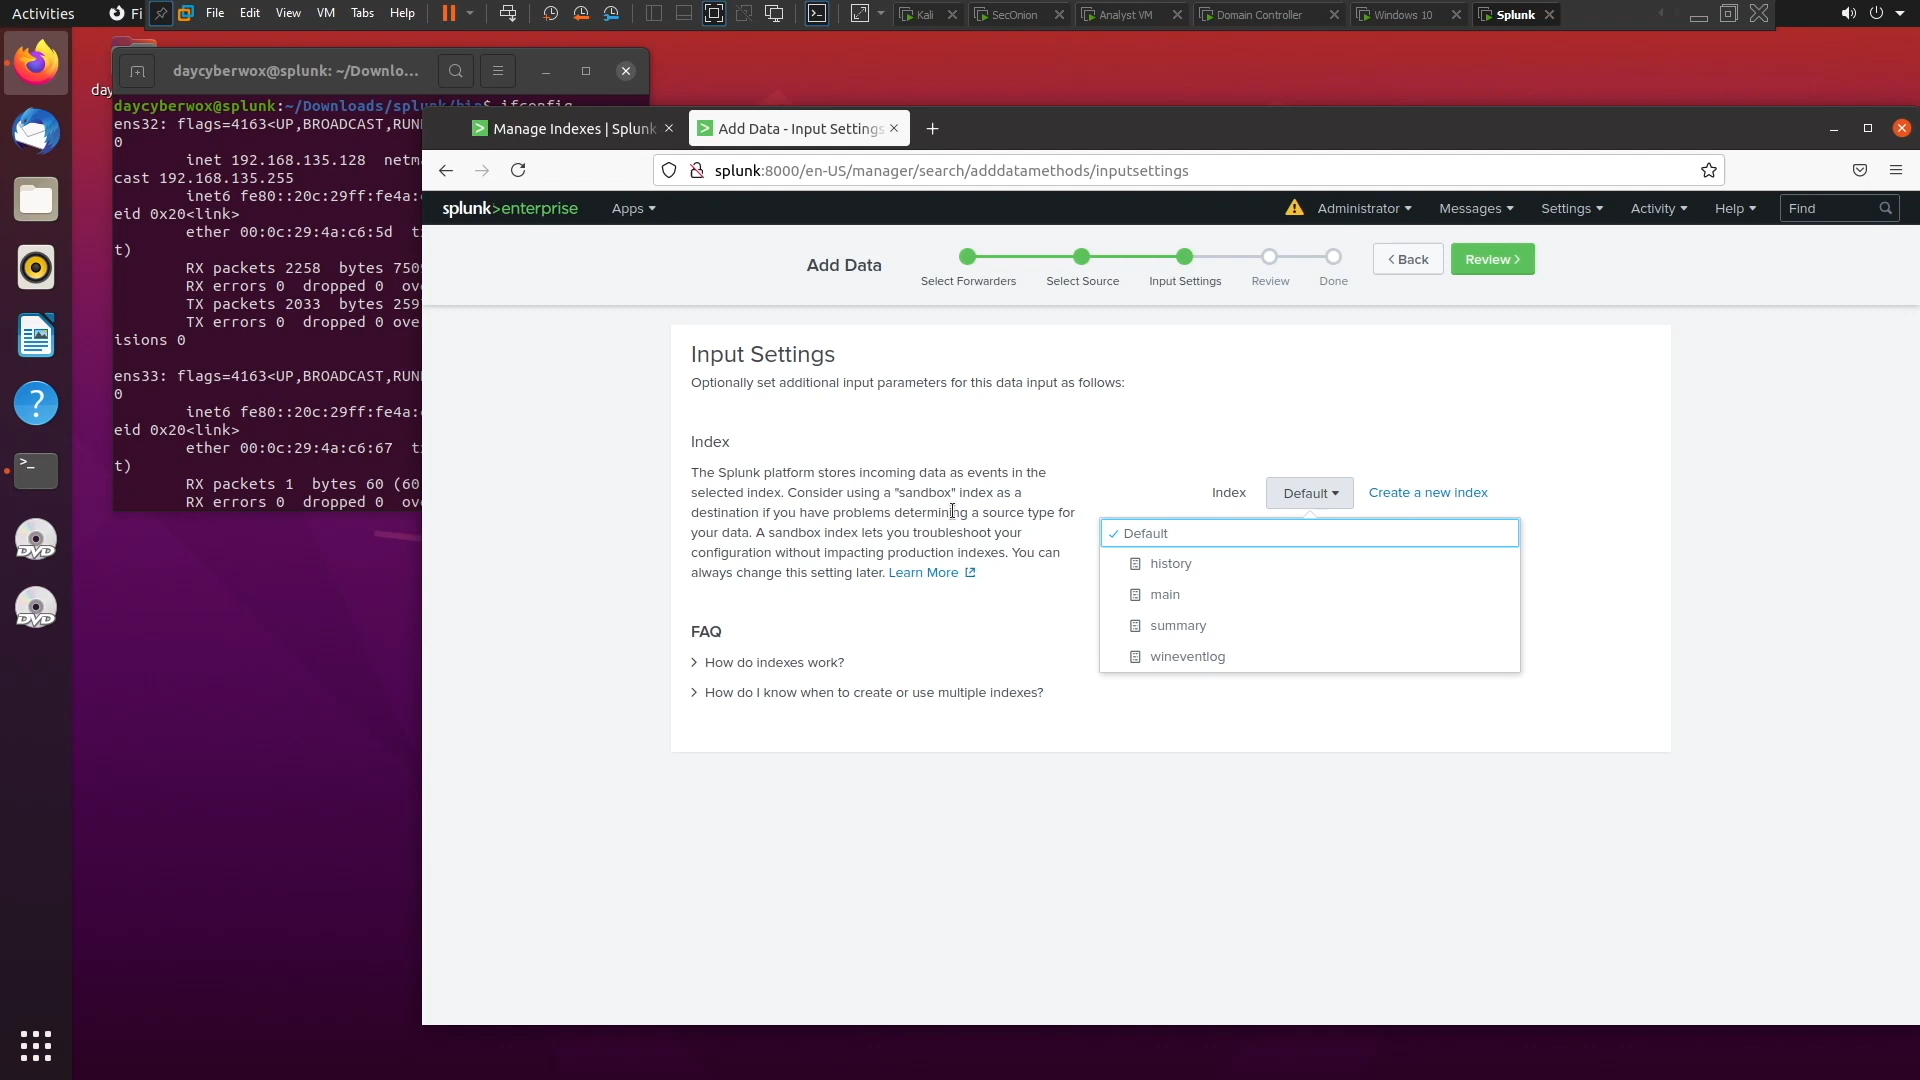 Activities
Fi
File Edit View VM Tabs Help
Kali
SecOnion
Analyst VM
Domain Controller
Windows 10
Splunk
daycyberwox@splunk: ~/Downlo...
day
daycyberwox@splunk:~/Downloads/splunk/bin$ ifconfig
ens32: flags=4163<UP,BROADCAST,RUN
0
inet 192.168.135.128 netm
cast 192.168.135.255
inet6 fe80::20c:29ff:fe4a:
eid 0x20<link>
ether 00:0c:29:4a:c6:5d t
t)
RX packets 2258 bytes 750
RX errors 0 dropped 0 ov
TX packets 2033 bytes 259
TX errors 0 dropped 0 ove
isions 0
ens33: flags=4163<UP,BROADCAST,RUN
0
inet6 fe80::20c:29ff:fe4a:
eid 0x20<link>
ether 00:0c:29:4a:c6:67 t
t)
RX packets 1 bytes 60 (60
RX errors 0 dropped 0 ov
Manage Indexes | Splunk
Add Data - Input Settings
splunk:8000/en-US/manager/search/adddatamethods/inputsettings
splunk>enterprise Apps
Administrator Messages Settings Activity Help Find
Add Data
Select Forwarders Select Source Input Settings Review Done
< Back
Review >
Input Settings
Optionally set additional input parameters for this data input as follows:
Index
The Splunk platform stores incoming data as events in the
selected index. Consider using a "sandbox" index as a
destination if you have problems determining a source type for
your data. A sandbox index lets you troubleshoot your
configuration without impacting production indexes. You can
always change this setting later. Learn More
Index Default Create a new index
Default
history
main
summary
wineventlog
FAQ
> How do indexes work?
> How do I know when to create or use multiple indexes?
DVD
DVD